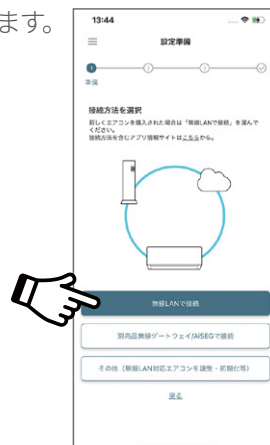 ます。
13:44
設定準備
1
2
3
準備
接続方法を選択
新しくエアコンを購入された場合は「無線LANで接続」を選んで
ください。
接続方法を含むアプリ情報サイトはこちらから。
無線LANで接続
別売品無線ゲートウェイ/AiSEGで接続
その他（無線LAN対応エアコンを譲受・初期化等）
戻る